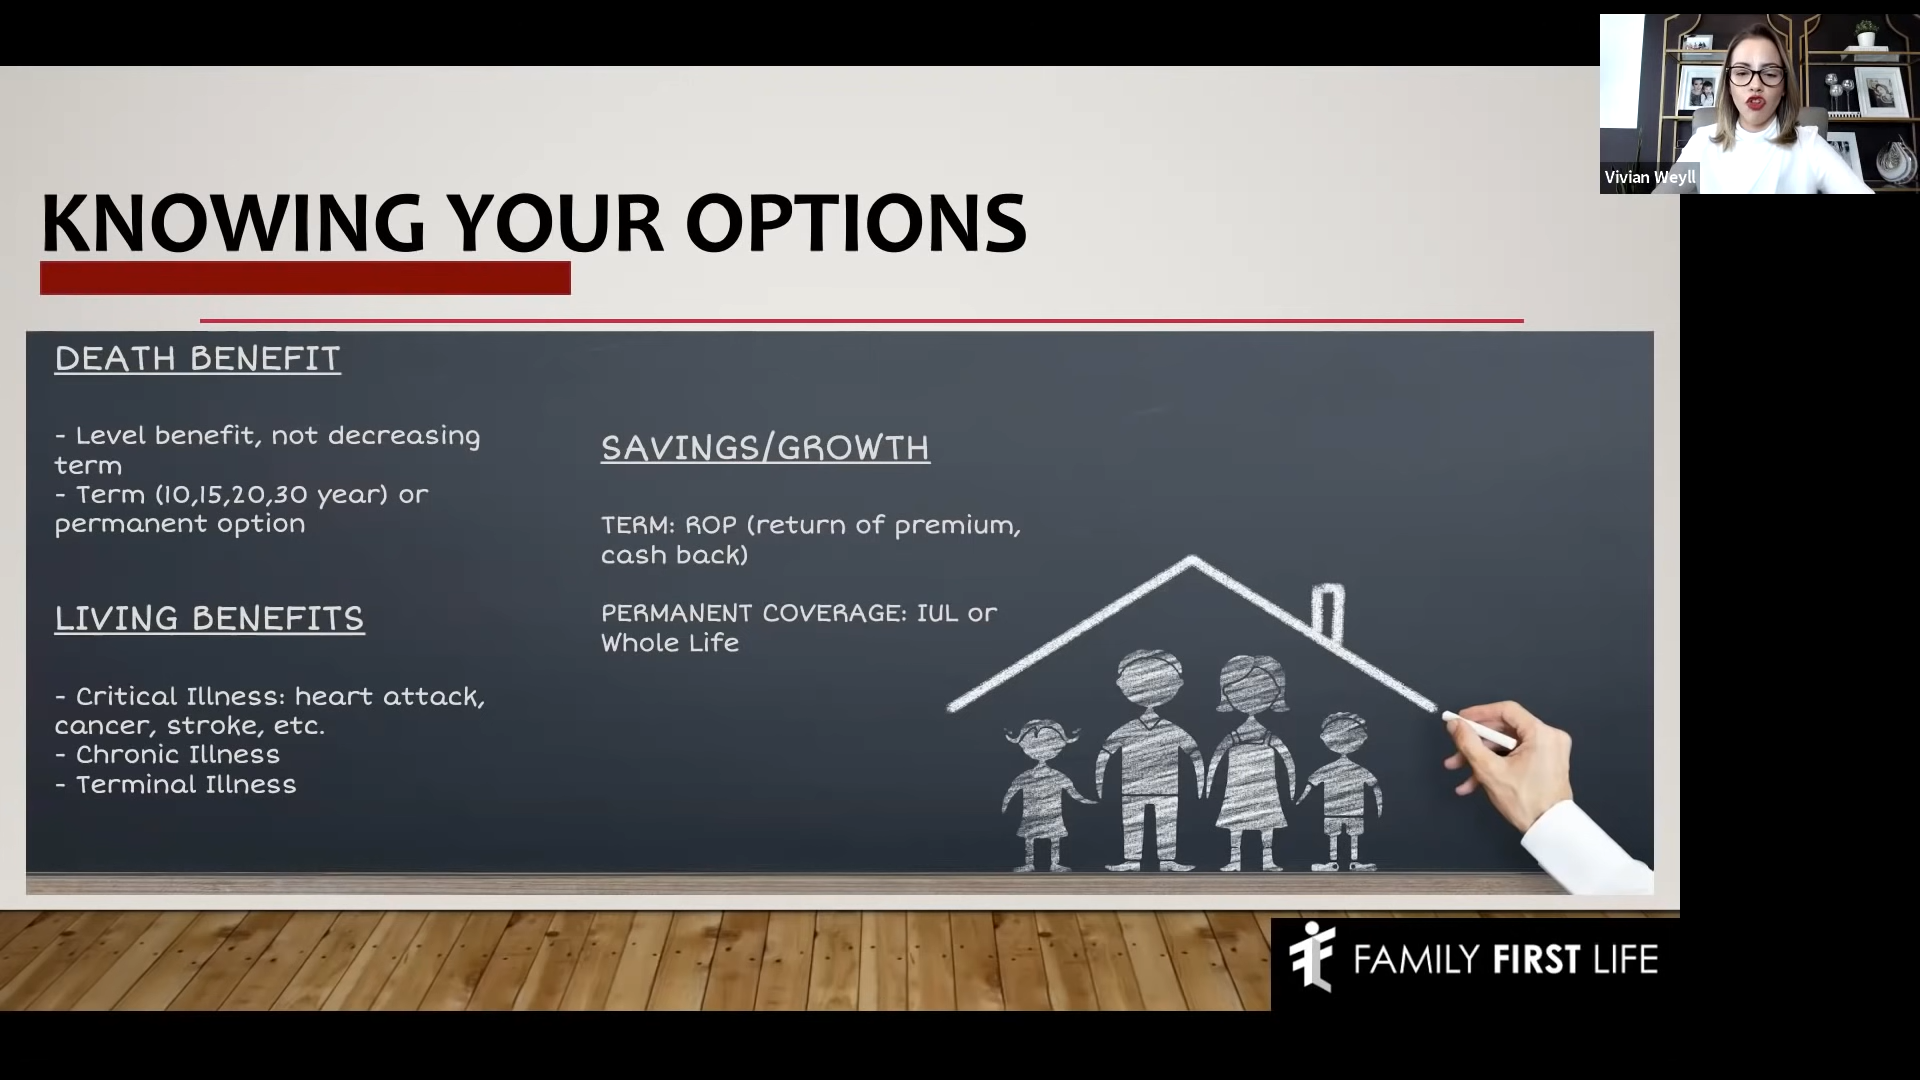 KNOWING YOUR OPTIONS
DEATH BENEFIT
- Level benefit, not decreasing
term
- Term (10,15,20,30 year) or
permanent option
LIVING BENEFITS
- Critical Illness: heart attack,
cancer, stroke, etc.
- Chronic Illness
- Terminal Illness
SAVINGS/GROWTH
TERM: ROP (return of premium,
cash back)
PERMANENT COVERAGE: IUL or
Whole Life
FAMILY FIRST LIFE
Vivian Weyll